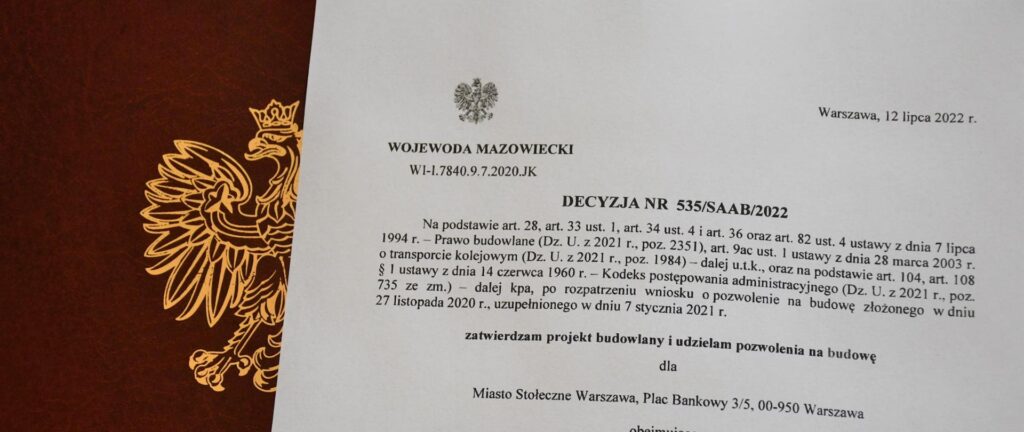 Warszawa, 12 lipca 2022 r.
WOJEWODA MAZOWIECKI
WI-I.7840.9.7.2020.JK
DECYZJA NR 535/SAAB/2022
Na podstawie art. 28, art. 33 ust. 1, art. 34 ust. 4 i art. 36 oraz art. 82 ust. 4 ustawy z dnia 7 lipca
1994 r. – Prawo budowlane (Dz. U. z 2021 r., poz. 2351), art. 9ac ust. 1 ustawy z dnia 28 marca 2003 r.
o transporcie kolejowym (Dz. U. z 2021 r., poz. 1984) – dalej u.t.k., oraz na podstawie art. 104, art. 108
§ 1 ustawy z dnia 14 czerwca 1960 r. – Kodeks postępowania administracyjnego (Dz. U. z 2021 r., poz.
735 ze zm.) – dalej kpa, po rozpatrzeniu wniosku o pozwolenie na budowę złożonego w dniu
27 listopada 2020 r., uzupełnionego w dniu 7 stycznia 2021 r.
zatwierdzam projekt budowlany i udzielam pozwolenia na budowę
dla
Miasto Stołeczne Warszawa, Plac Bankowy 3/5, 00-950 Warszawa